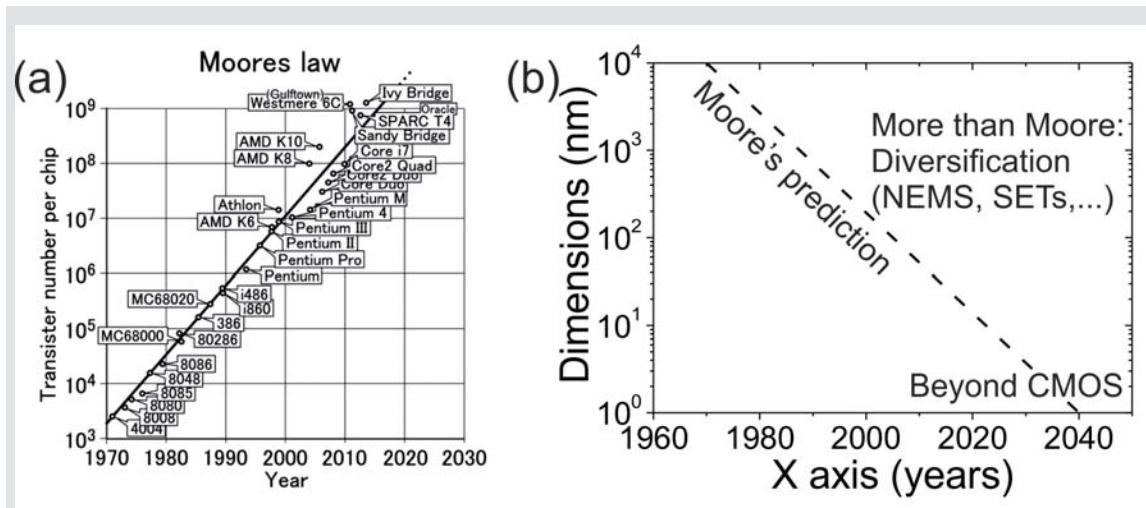 (a)
Moores law
Transister number per chip
10⁹
10⁸
10⁷
10⁶
10⁵
10⁴
10³
(Gulftown)
Westmere 6C
Ivy Bridge
Oracle
SPARC T4
Sandy Bridge
AMD K10
Core i7
AMD K8
Core2 Quad
Core2 Duo
Core Duo
Pentium M
Athlon
Pentium 4
AMD K6
Pentium III
Pentium II
Pentium Pro
Pentium
MC68020
i486
i860
386
MC68000
80286
8086
8048
8085
8080
8008
4004
1970 1980 1990 2000 2010 2020 2030
Year
(b)
Dimensions (nm)
10⁴
10³
10²
10¹
10⁰
Moore's prediction
More than Moore:
Diversification
(NEMS, SETs,...)
Beyond CMOS
1960 1980 2000 2020 2040
X axis (years)